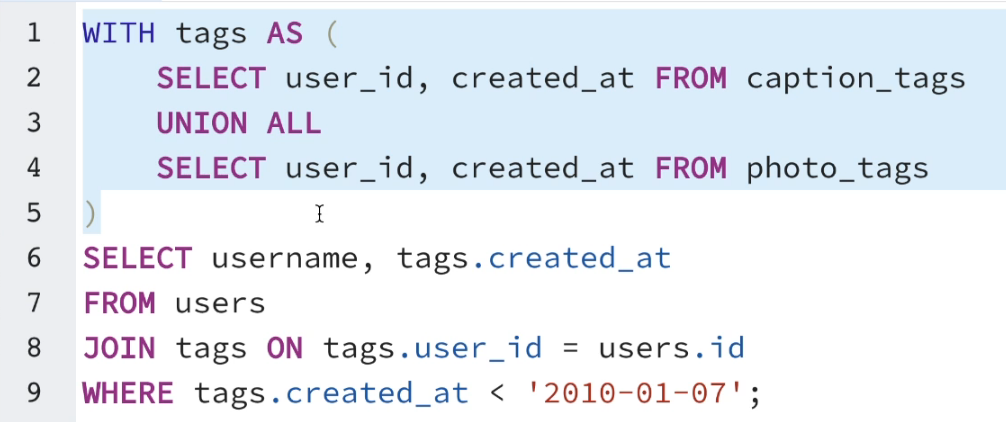 1 WITH tags AS (
2 SELECT user_id, created_at FROM caption_tags
3 UNION ALL
4 SELECT user_id, created_at FROM photo_tags
5 )
6 SELECT username, tags.created_at
7 FROM users
8 JOIN tags ON tags.user_id = users.id
9 WHERE tags.created_at < '2010-01-07';